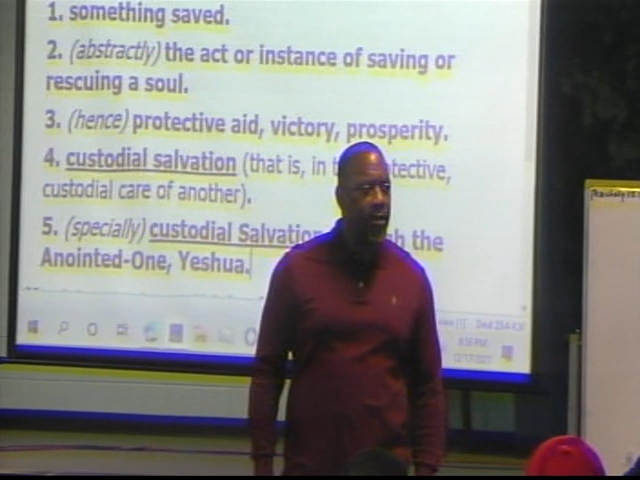 1. something saved.
2. (abstractly) the act or instance of saving or
rescuing a soul.
3. (hence) protective aid, victory, prosperity.
4. custodial salvation (that is, in
custodial care of another).
5. (specially) custodial Salvation the
Anointed-One, Yeshua.